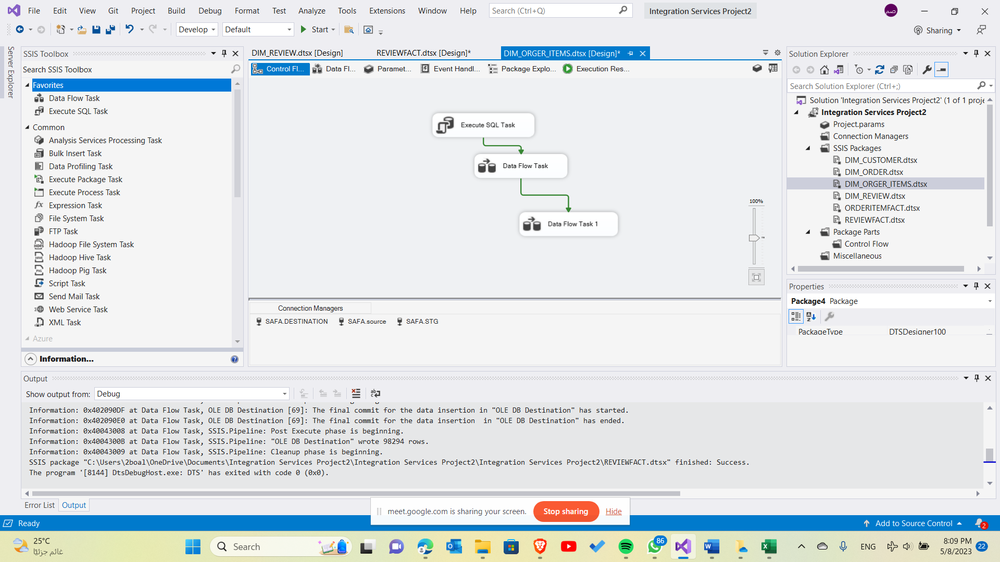 File Edit View Git Project Build Debug Format Test Analyze Tools Extensions Window Help Search (Ctrl+Q) Integration Services Project2 صم
Develop Default Start Sharing
Server Explorer
SSIS Toolbox
Search SSIS Toolbox
Favorites
Data Flow Task
Execute SQL Task
Common
Analysis Services Processing Task
Bulk Insert Task
Data Profiling Task
Execute Package Task
Execute Process Task
Expression Task
File System Task
FTP Task
Hadoop File System Task
Hadoop Hive Task
Hadoop Pig Task
Script Task
Send Mail Task
Web Service Task
XML Task
Azure
Information...
DIM_REVIEW.dtsx [Design] REVIEWFACT.dtsx [Design]* DIM_ORGER_ITEMS.dtsx [Design]*
Control Fl... Data Fl... Paramet... Event Handl... Package Explo... Execution Res...
Execute SQL Task
Data Flow Task
Data Flow Task 1
100%
Connection Managers
SAFA.DESTINATION SAFA.source SAFA.STG
Solution Explorer
Search Solution Explorer (Ctrl+;)
Solution 'Integration Services Project2' (1 of 1 proje
Integration Services Project2
Project.params
Connection Managers
SSIS Packages
DIM_CUSTOMER.dtsx
DIM_ORDER.dtsx
DIM_ORGER_ITEMS.dtsx
DIM_REVIEW.dtsx
ORDERITEMFACT.dtsx
REVIEWFACT.dtsx
Package Parts
Control Flow
Miscellaneous
Properties
Package4 Package
PackageType DTSDesigner100
Output
Show output from: Debug
Information: 0x402090DF at Data Flow Task, OLE DB Destination [69]: The final commit for the data insertion in "OLE DB Destination" has started.
Information: 0x402090E0 at Data Flow Task, OLE DB Destination [69]: The final commit for the data insertion  in "OLE DB Destination" has ended.
Information: 0x40043008 at Data Flow Task, SSIS.Pipeline: Post Execute phase is beginning.
Information: 0x4004300B at Data Flow Task, SSIS.Pipeline: "OLE DB Destination" wrote 98294 rows.
Information: 0x40043009 at Data Flow Task, SSIS.Pipeline: Cleanup phase is beginning.
SSIS package "C:\Users\2boal\OneDrive\Documents\Integration Services Project2\Integration Services Project2\Integration Services Project2\REVIEWFACT.dtsx" finished: Success.
The program '[8144] DtsDebugHost.exe: DTS' has exited with code 0 (0x0).
Error List Output
meet.google.com is sharing your screen. Stop sharing Hide
Ready Add to Source Control 2
25°C
غائم جزئيًا
Search 86 ENG
8:09 PM
5/8/2023 22